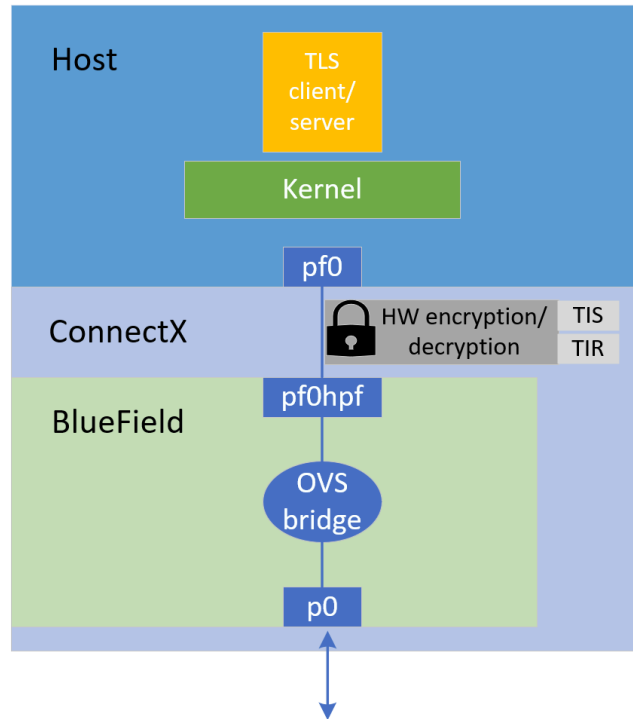 Host
TLS
client/
server
Kernel
pf0
ConnectX
HW encryption/
decryption
TIS
TIR
pf0hpf
BlueField
OVS
bridge
p0